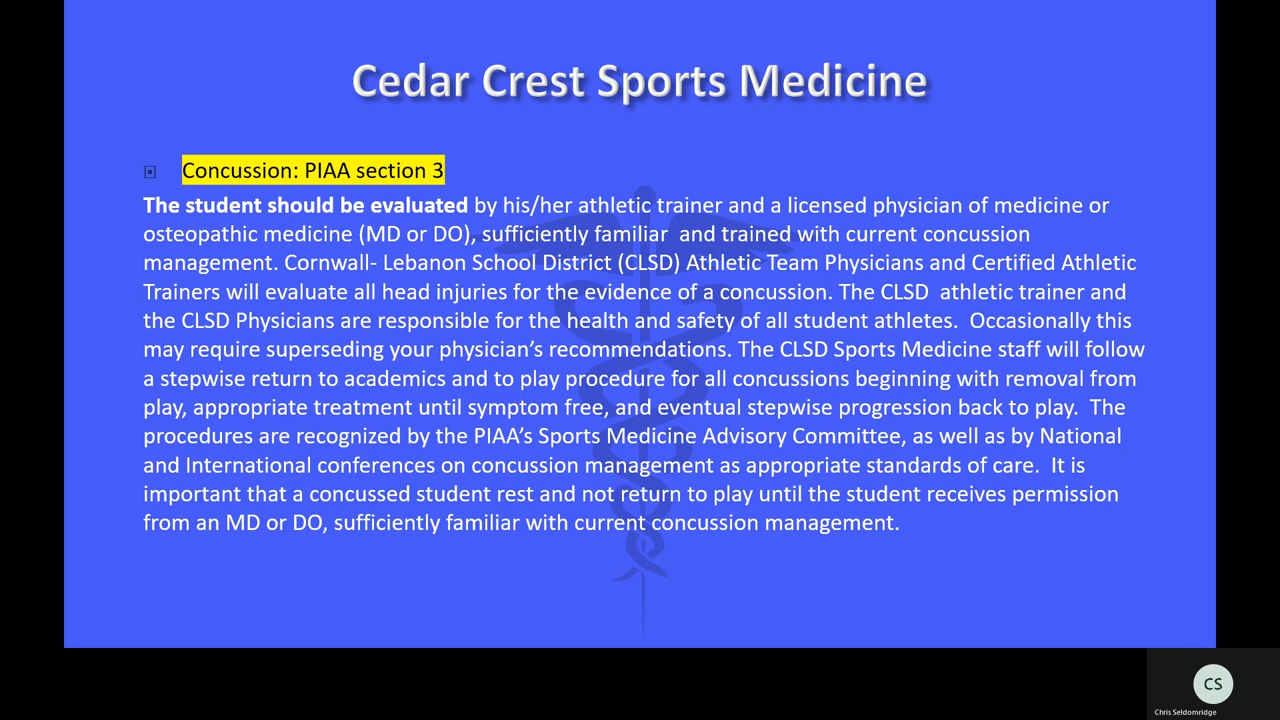 Cedar Crest Sports Medicine
Concussion: PIAA section 3
The student should be evaluated by his/her athletic trainer and a licensed physician of medicine or
osteopathic medicine (MD or DO), sufficiently familiar  and trained with current concussion
management. Cornwall- Lebanon School District (CLSD) Athletic Team Physicians and Certified Athletic
Trainers will evaluate all head injuries for the evidence of a concussion. The CLSD  athletic trainer and
the CLSD Physicians are responsible for the health and safety of all student athletes.  Occasionally this
may require superseding your physician’s recommendations. The CLSD Sports Medicine staff will follow
a stepwise return to academics and to play procedure for all concussions beginning with removal from
play, appropriate treatment until symptom free, and eventual stepwise progression back to play.  The
procedures are recognized by the PIAA’s Sports Medicine Advisory Committee, as well as by National
and International conferences on concussion management as appropriate standards of care.  It is
important that a concussed student rest and not return to play until the student receives permission
from an MD or DO, sufficiently familiar with current concussion management.
CS
Chris Seldomridge